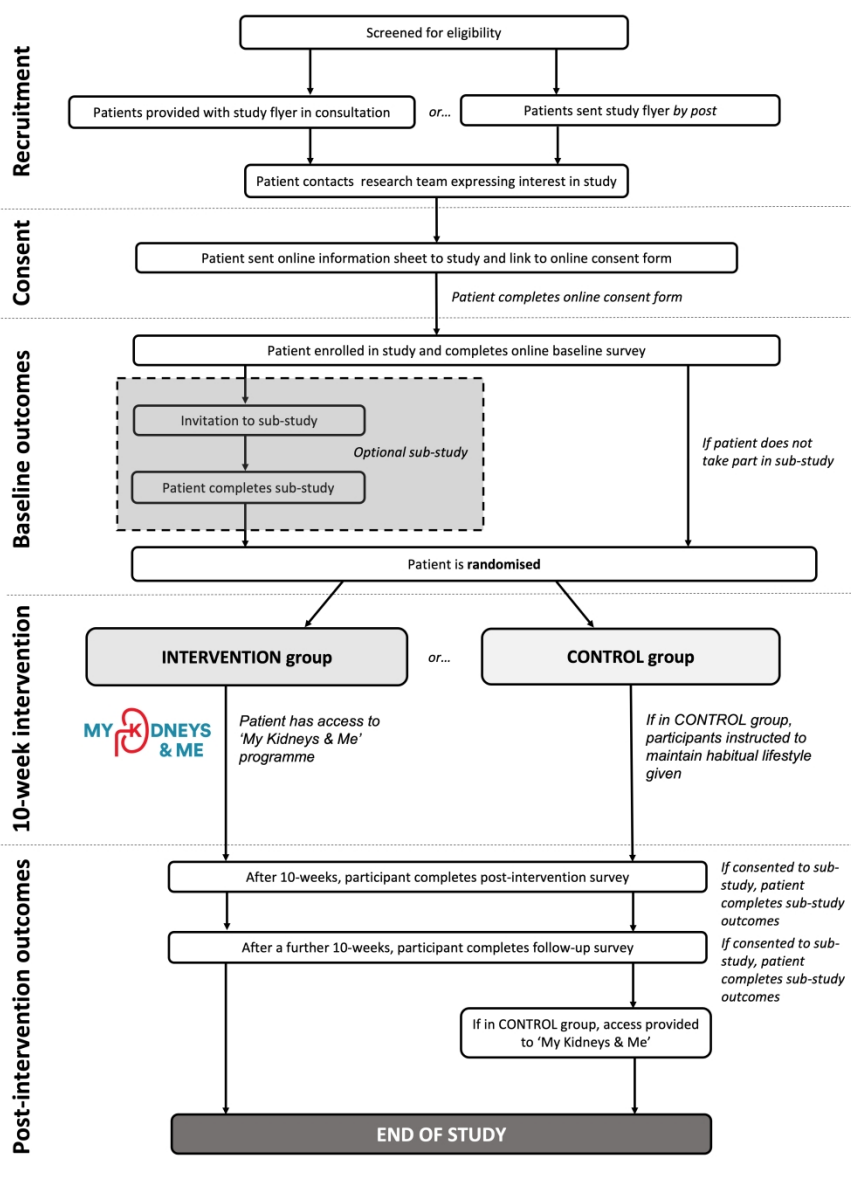 Recruitment
Screened for eligibility
Patients provided with study flyer in consultation
or...
Patients sent study flyer by post
Patient contacts research team expressing interest in study
Consent
Patient sent online information sheet to study and link to online consent form
Patient completes online consent form
Baseline outcomes
Patient enrolled in study and completes online baseline survey
Invitation to sub-study
Optional sub-study
Patient completes sub-study
If patient does not
take part in sub-study
Patient is randomised
10-week intervention
INTERVENTION group
or...
CONTROL group
MY KIDNEYS
& ME
Patient has access to
‘My Kidneys & Me’
programme
If in CONTROL group,
participants instructed to
maintain habitual lifestyle
given
Post-intervention outcomes
After 10-weeks, participant completes post-intervention survey
If consented to sub-
study, patient
completes sub-study
outcomes
After a further 10-weeks, participant completes follow-up survey
If consented to sub-
study, patient
completes sub-study
outcomes
If in CONTROL group, access provided
to ‘My Kidneys & Me’
END OF STUDY